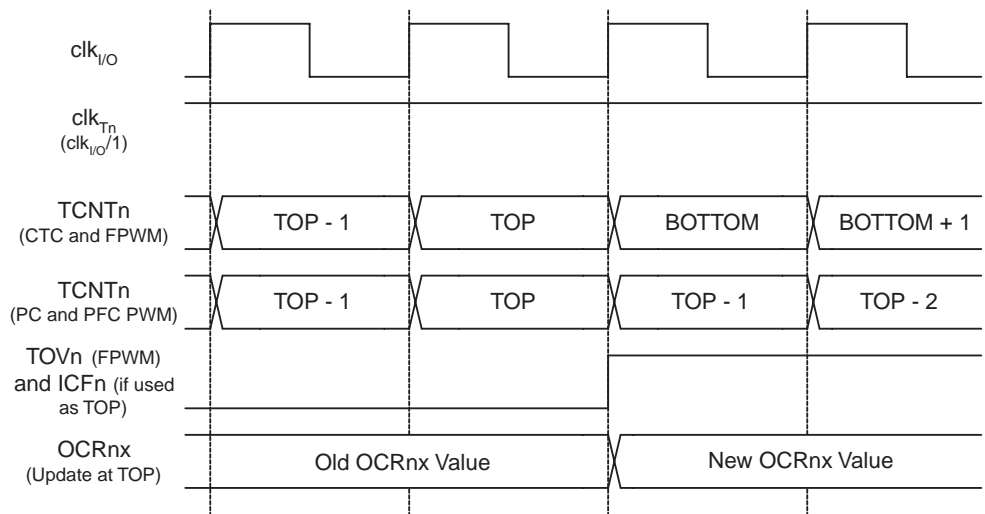 clkI/O
clkTn
(clkI/O/1)
TCNTn
(CTC and FPWM)
TOP - 1
TOP
BOTTOM
BOTTOM + 1
TCNTn
(PC and PFC PWM)
TOP - 1
TOP
TOP - 1
TOP - 2
TOVn (FPWM)
and ICFn (if used
as TOP)
OCRnx
(Update at TOP)
Old OCRnx Value
New OCRnx Value